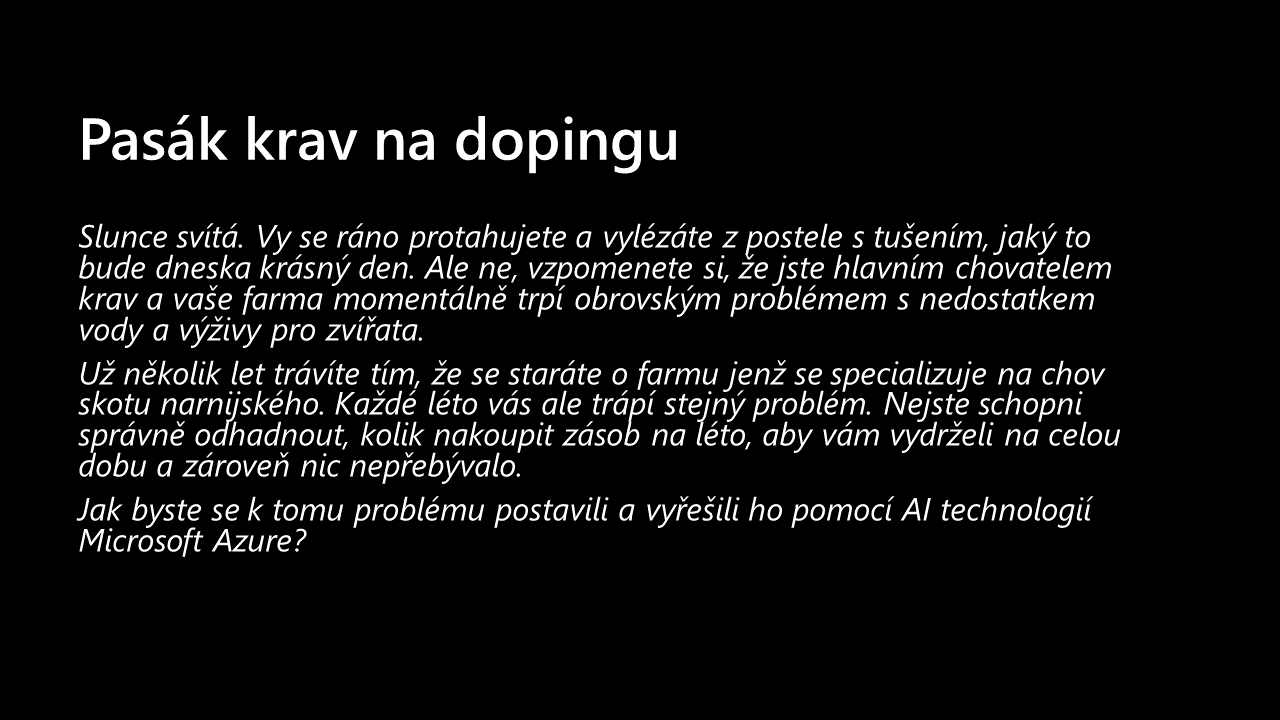 Pasák krav na dopingu
Slunce svítá. Vy se ráno protahujete a vylézáte z postele s tušením, jaký to
bude dneska krásný den. Ale ne, vzpomenete si, že jste hlavním chovatelem
krav a vaše farma momentálně trpí obrovským problémem s nedostatkem
vody a výživy pro zvířata.
Už několik let trávíte tím, že se staráte o farmu jenž se specializuje na chov
skotu narnijského. Každé léto vás ale trápí stejný problém. Nejste schopni
správně odhadnout, kolik nakoupit zásob na léto, aby vám vydrželi na celou
dobu a zároveň nic nepřebývalo.
Jak byste se k tomu problému postavili a vyřešili ho pomocí AI technologií
Microsoft Azure?